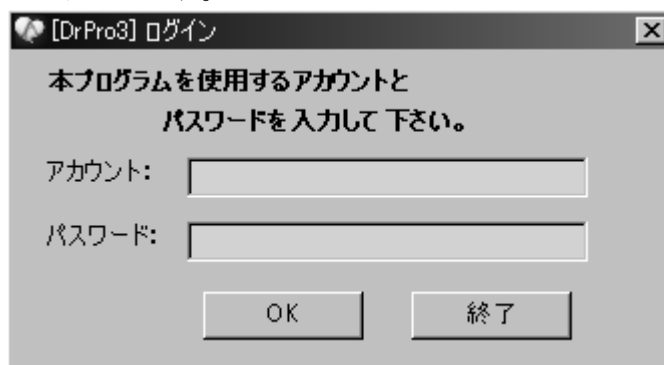 [DrPro3] ログイン
本プログラムを使用するアカウントと
パスワードを入力して下さい。
アカウント:
パスワード:
OK 終了